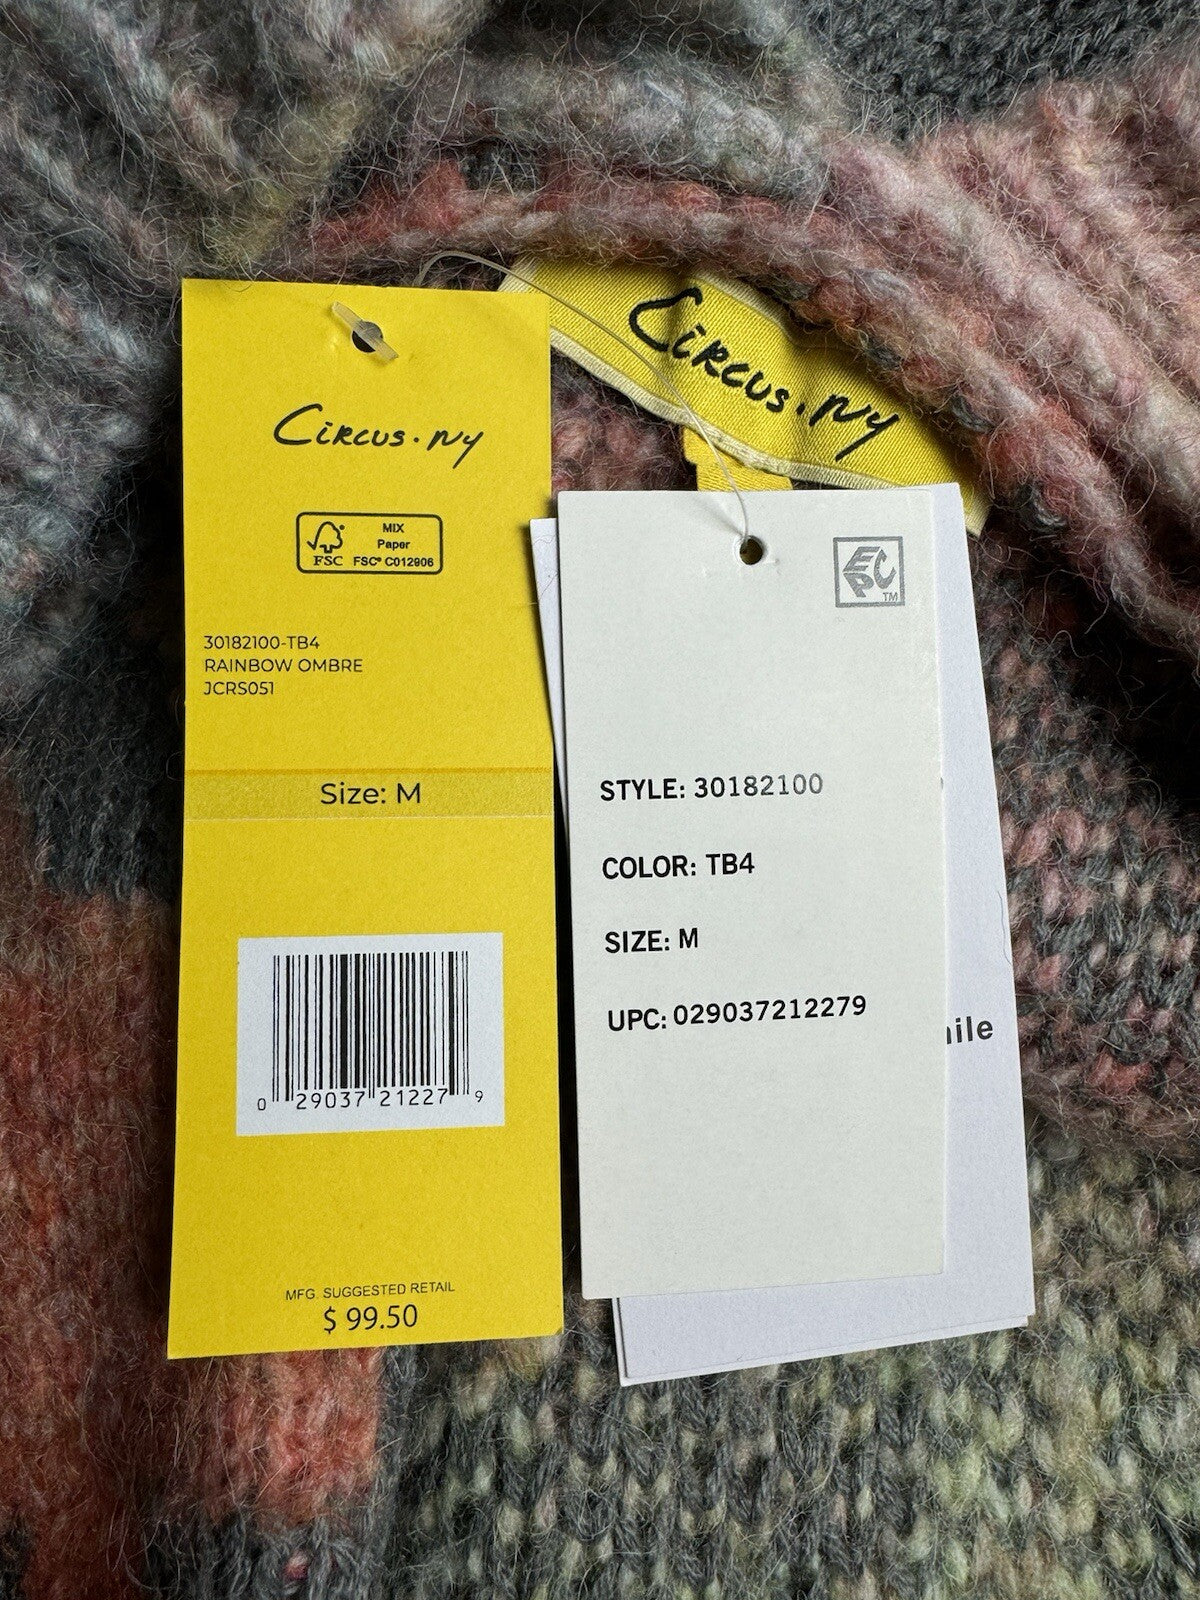 Circus.NY
Circus.NY
MIX
Paper
FSC
FSC® C012906
EPC
TM
30182100-TB4
RAINBOW OMBRE
JCRS051
Size: M
STYLE: 30182100
COLOR: TB4
SIZE: M
UPC: 029037212279
0 29037 21227 9
MFG. SUGGESTED RETAIL
$ 99.50